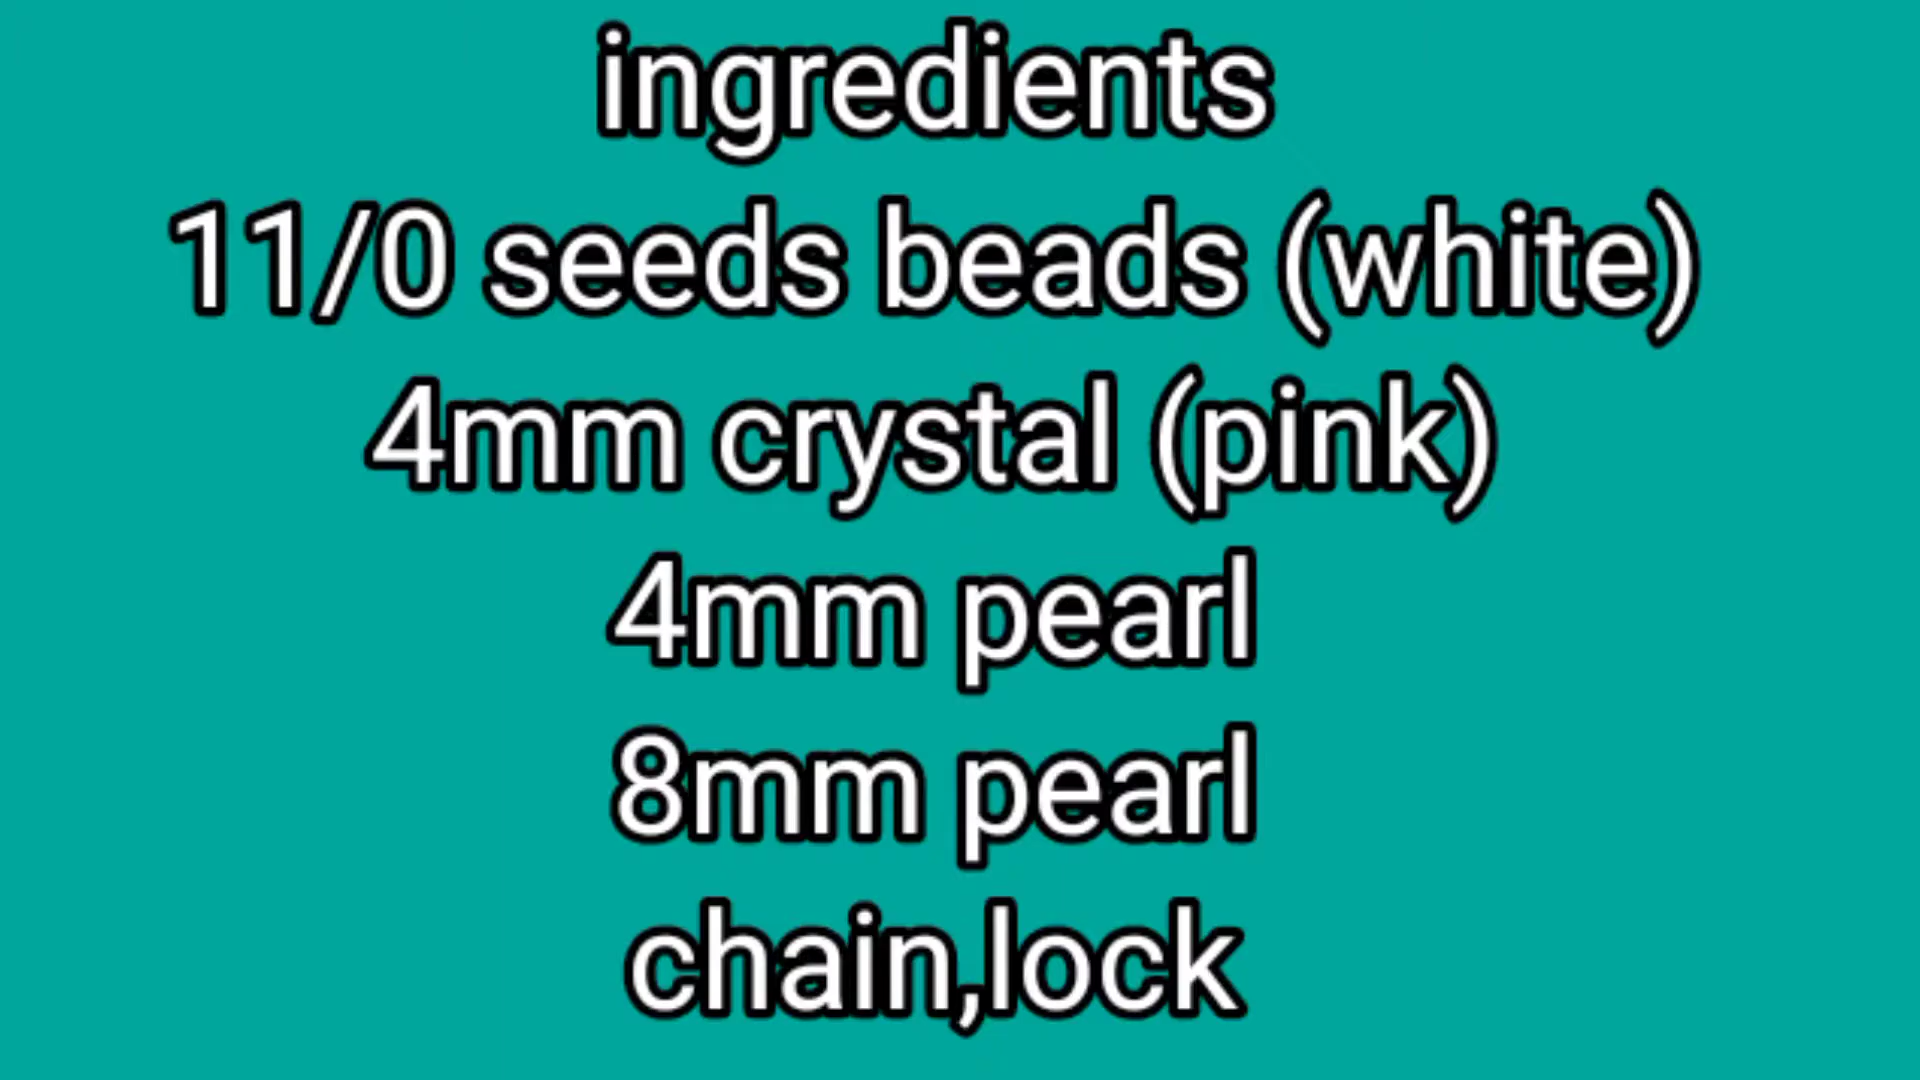 ingredients
11/0 seeds beads (white)
4mm crystal (pink)
4mm pearl
8mm pearl
chain,lock